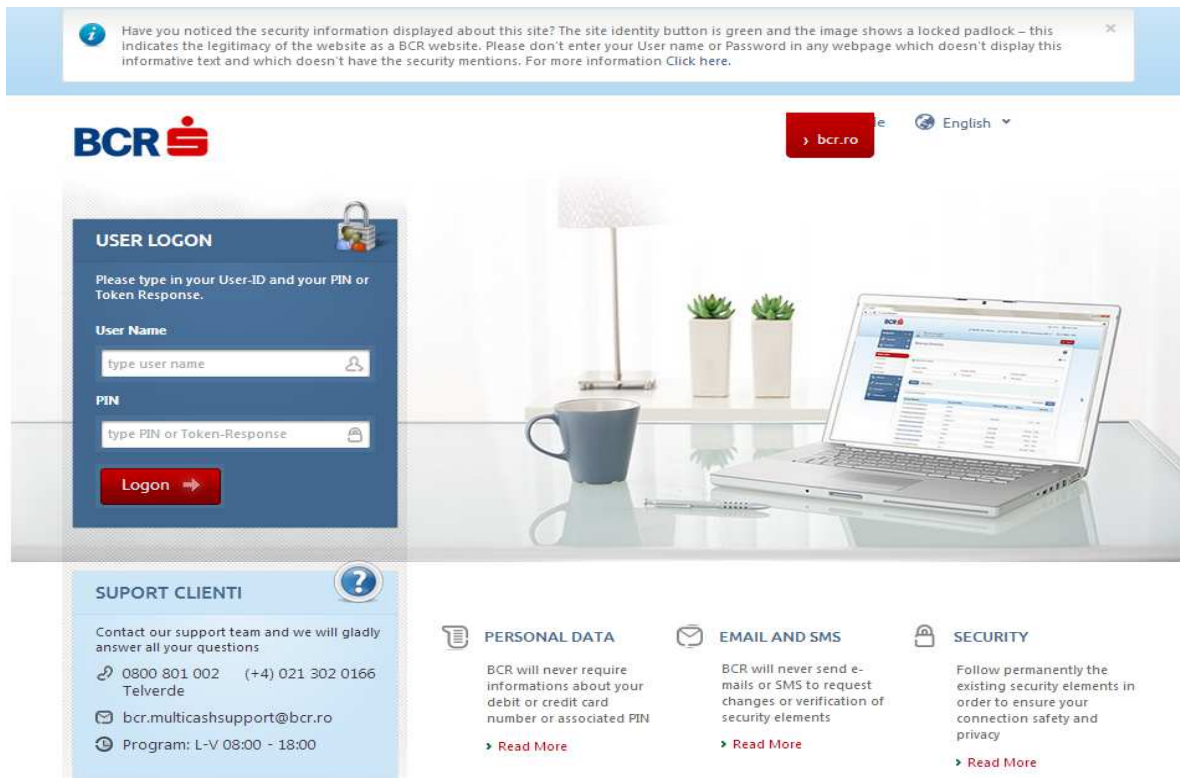 Have you noticed the security information displayed about this site? The site identity button is green and the image shows a locked padlock – this
indicates the legitimacy of the website as a BCR website. Please don't enter your User name or Password in any webpage which doesn't display this
informative text and which doesn't have the security mentions. For more information Click here.
BCR
› bcr.ro
English
USER LOGON
Please type in your User-ID and your PIN or
Token Response.
User Name
type user name
PIN
type PIN or Token-Response
Logon
SUPORT CLIENTI
Contact our support team and we will gladly
answer all your questions
0800 801 002 (+4) 021 302 0166
Telverde
bcr.multicashsupport@bcr.ro
Program: L-V 08:00 - 18:00
PERSONAL DATA
BCR will never require
informations about your
debit or credit card
number or associated PIN
Read More
EMAIL AND SMS
BCR will never send e-
mails or SMS to request
changes or verification of
security elements
Read More
SECURITY
Follow permanently the
existing security elements in
order to ensure your
connection safety and
privacy
Read More